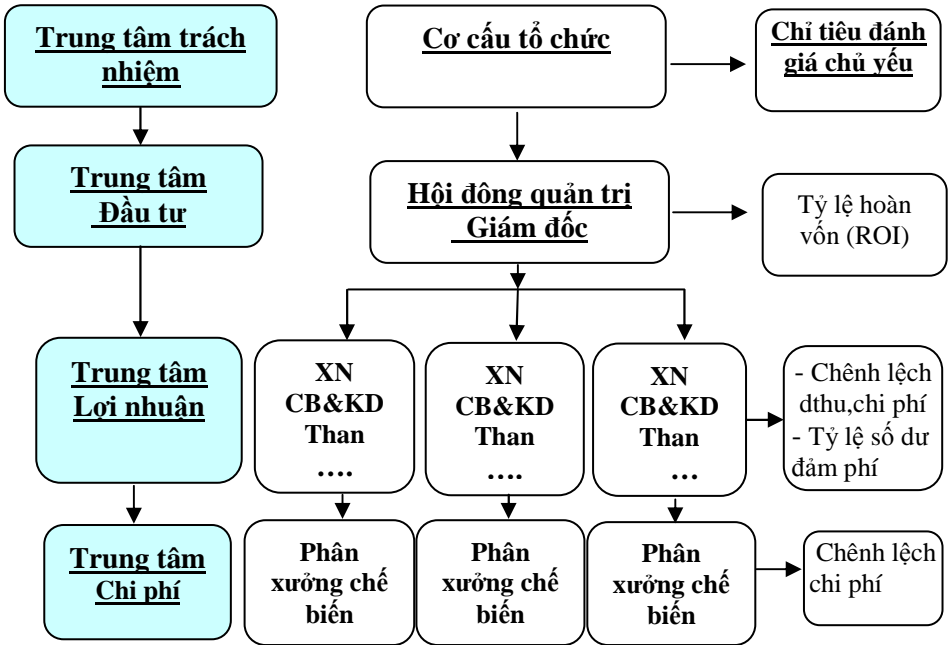 Trung tâm trách
nhiệm
Cơ cấu tổ chức
Chỉ tiêu đánh
giá chủ yếu
Trung tâm
Đầu tư
Hội đông quản trị
Giám đốc
Tỷ lệ hoàn
vốn (ROI)
Trung tâm
Lợi nhuận
XN
CB&KD
Than
….
XN
CB&KD
Than
….
XN
CB&KD
Than
…
- Chênh lệch
dthu,chi phí
- Tỷ lệ số dư
đảm phí
Trung tâm
Chi phí
Phân
xưởng chế
biến
Phân
xưởng chế
biến
Phân
xưởng chế
biến
Chênh lệch
chi phí